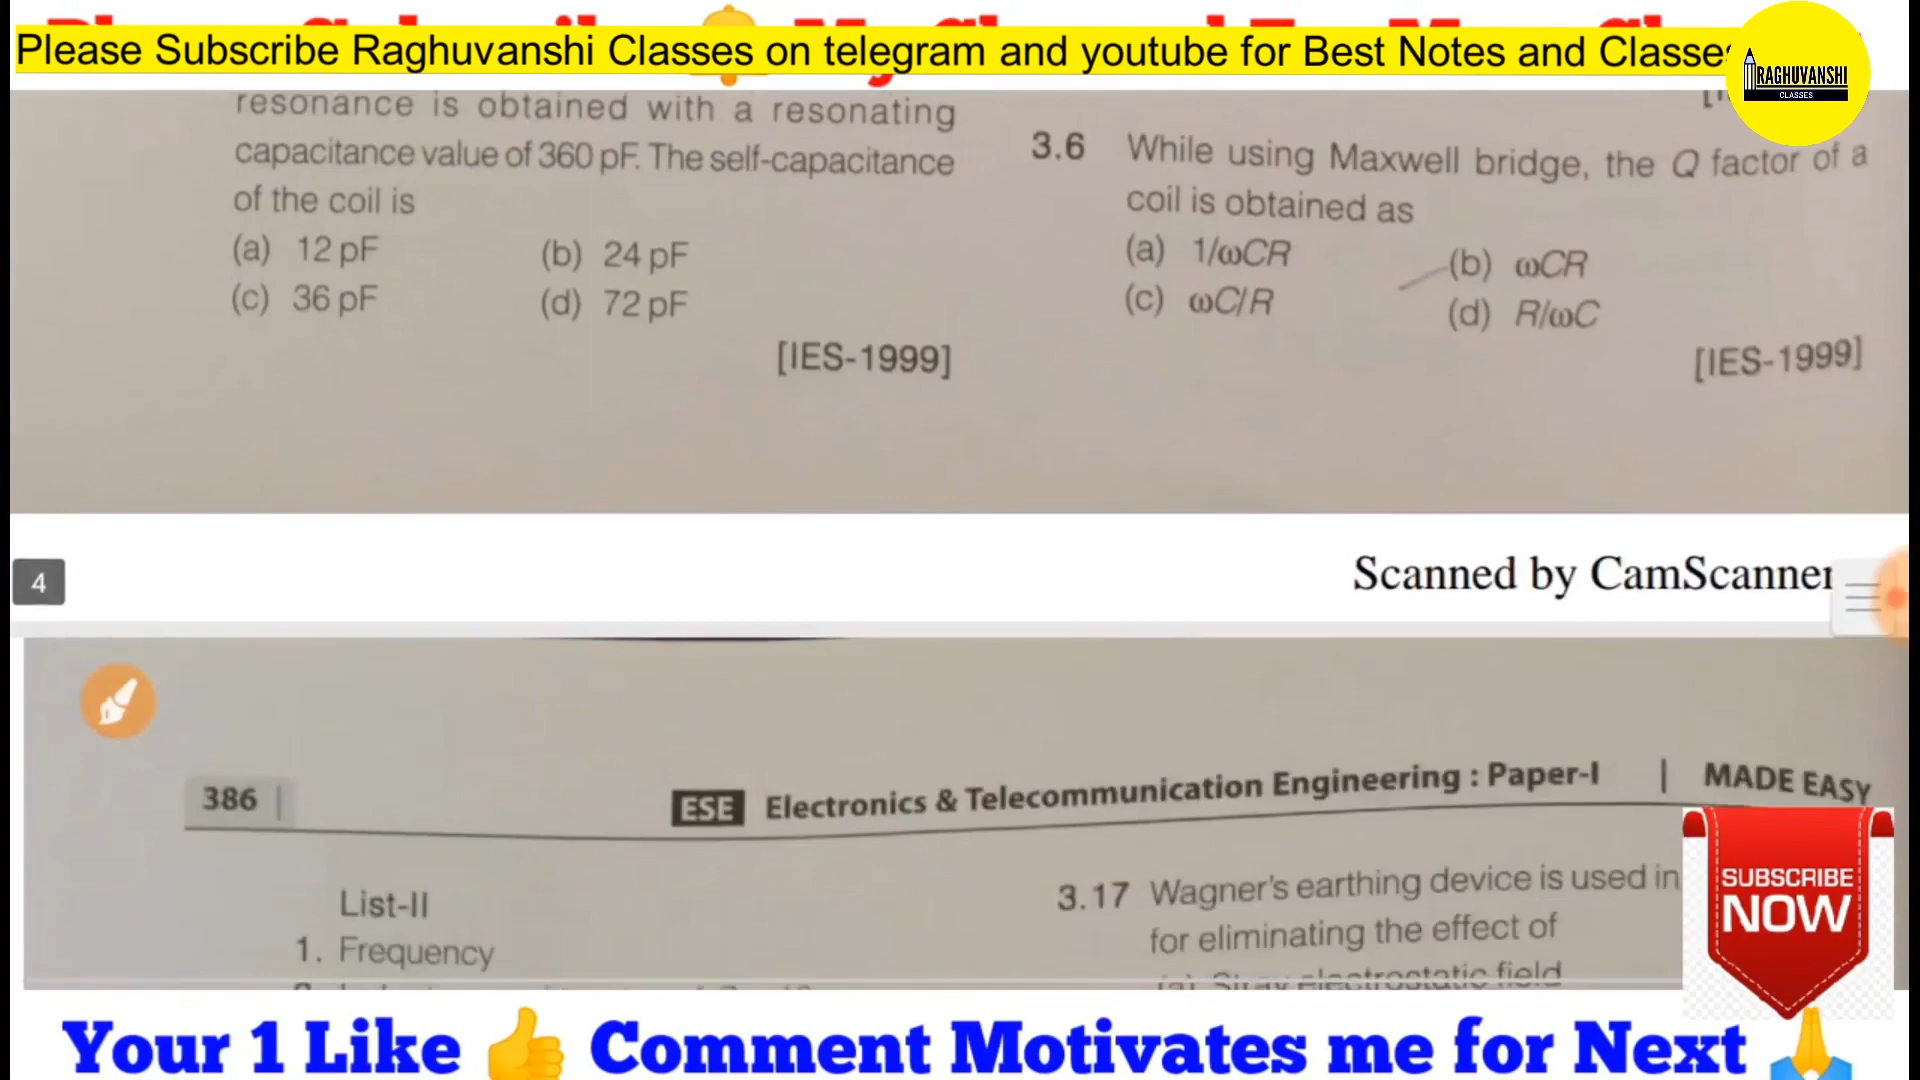 Please Subscribe Raghuvanshi Classes on telegram and youtube for Best Notes and Classes
RAGHUVANSHI
CLASSES
resonance is obtained with a resonating
capacitance value of 360 pF. The self-capacitance
of the coil is
(a) 12 pF (b) 24 pF
(c) 36 pF (d) 72 pF
[IES-1999]
3.6 While using Maxwell bridge, the Q factor of a
coil is obtained as
(a) 1/ωCR (b) ωCR
(c) ωC/R (d) R/ωC
[IES-1999]
4
Scanned by CamScanner
386
ESE Electronics & Telecommunication Engineering : Paper-I | MADE EASY
List-II
1. Frequency
3.17 Wagner's earthing device is used in
for eliminating the effect of
(a) Stray electrostatic field
SUBSCRIBE
NOW
Your 1 Like 👍 Comment Motivates me for Next 🙏